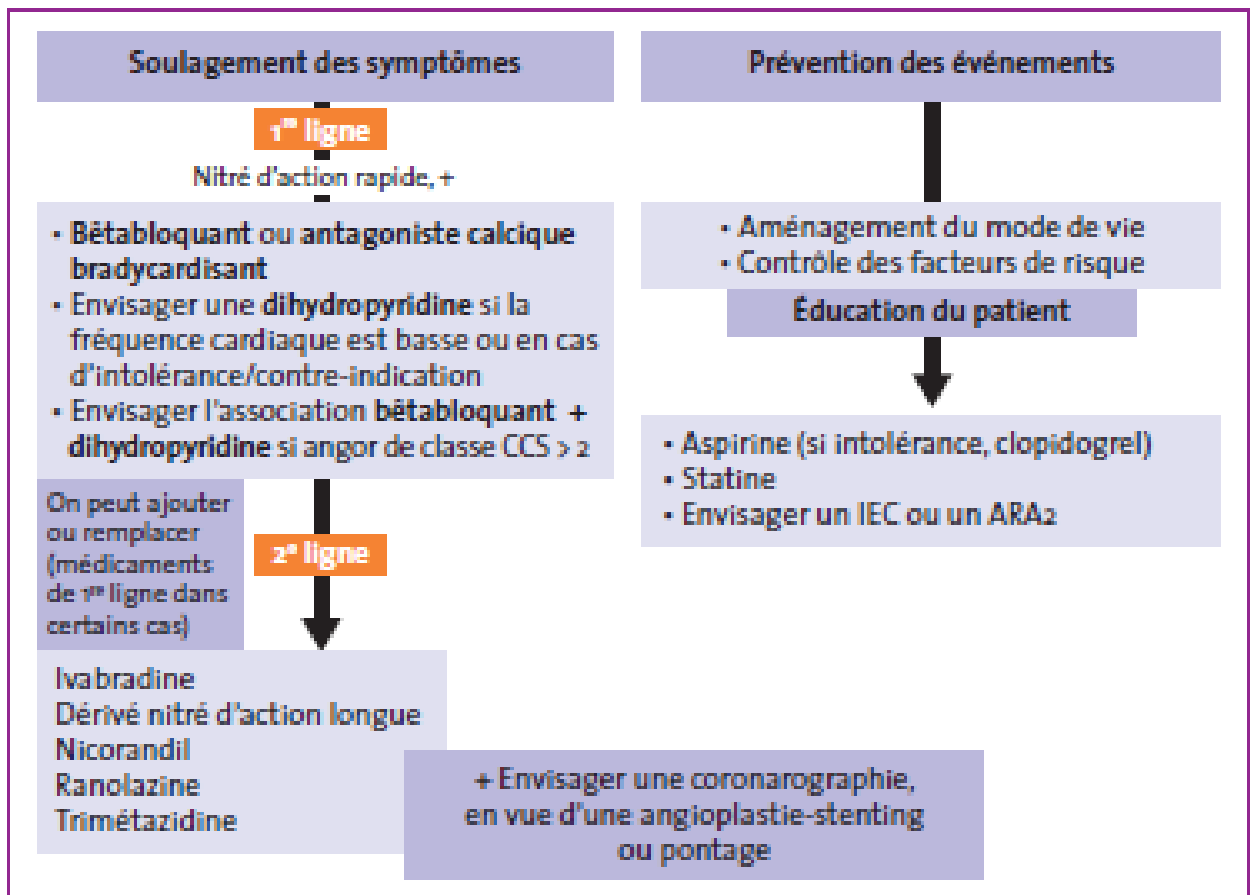 Soulagement des symptômes
1re ligne
Nitré d'action rapide, +
• Bêtabloquant ou antagoniste calcique
bradycardisant
• Envisager une dihydropyridine si la
fréquence cardiaque est basse ou en cas
d'intolérance/contre-indication
• Envisager l'association bêtabloquant +
dihydropyridine si angor de classe CCS > 2
On peut ajouter
ou remplacer
(médicaments
de 1re ligne dans
certains cas)
2e ligne
Ivabradine
Dérivé nitré d'action longue
Nicorandil
Ranolazine
Trimétazidine
Prévention des événements
• Aménagement du mode de vie
• Contrôle des facteurs de risque
Éducation du patient
• Aspirine (si intolérance, clopidogrel)
• Statine
• Envisager un IEC ou un ARA2
+ Envisager une coronarographie,
en vue d'une angioplastie-stenting
ou pontage